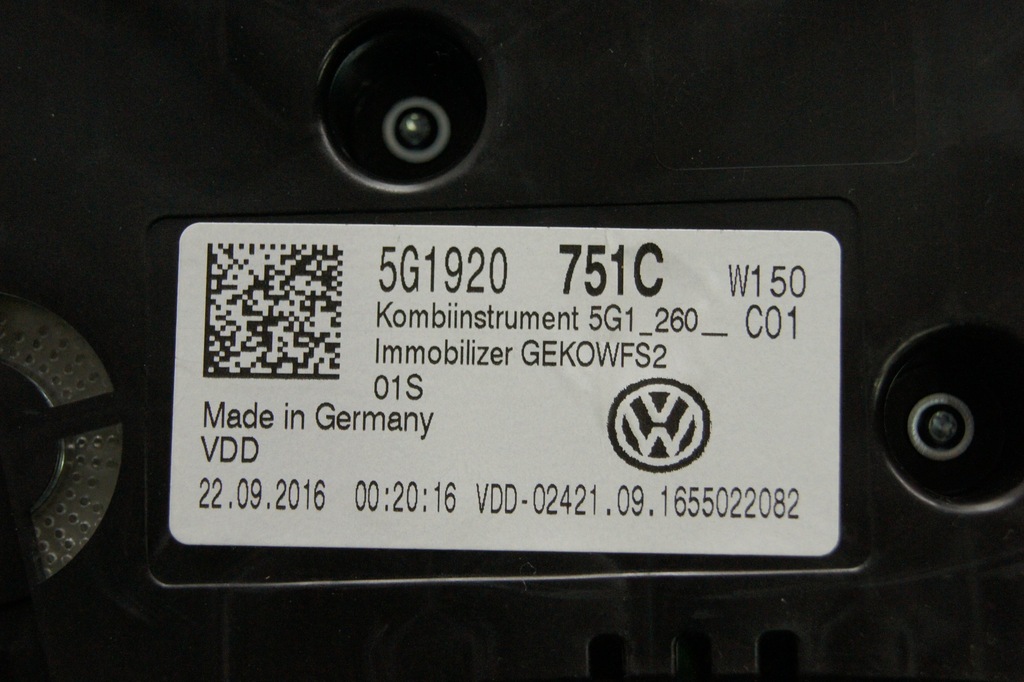 5G1920 751C W150
Kombiinstrument 5G1_260__ C01
Immobilizer GEKOWFS2
01S
Made in Germany
VDD
22.09.2016 00:20:16 VDD-02421.09.1655022082